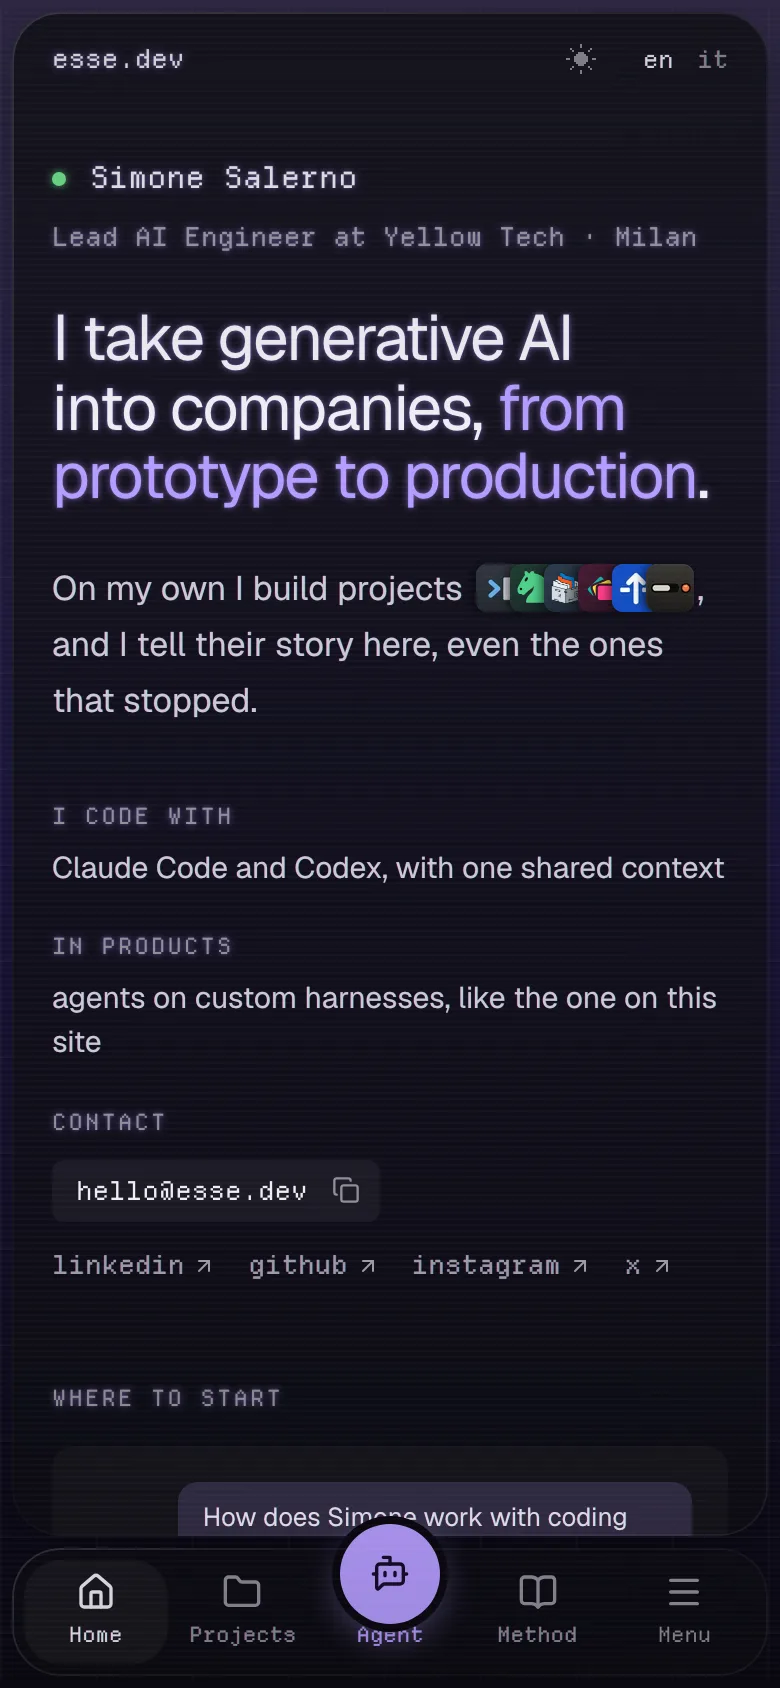 esse.dev
en it
Simone Salerno
Lead AI Engineer at Yellow Tech · Milan
I take generative AI
into companies, from
prototype to production.
On my own I build projects ,
and I tell their story here, even the ones
that stopped.
I CODE WITH
Claude Code and Codex, with one shared context
IN PRODUCTS
agents on custom harnesses, like the one on this
site
CONTACT
hello@esse.dev
linkedin ↗ github ↗ instagram ↗ x ↗
WHERE TO START
How does Simone work with coding
Home Projects Agent Method Menu